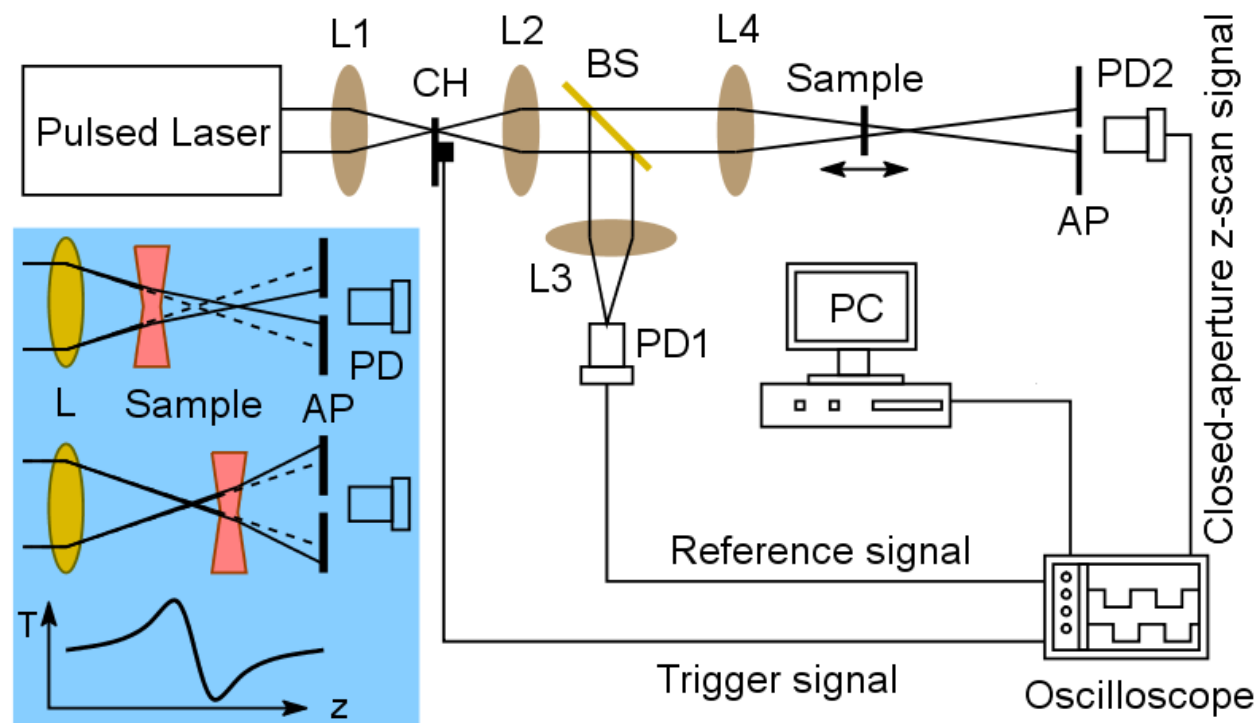 L1
L2
L4
CH
BS
Sample
PD2
Pulsed Laser
AP
Closed-aperture z-scan signal
L3
PD1
PC
PD
L
Sample
AP
Reference signal
T
z
Trigger signal
Oscilloscope